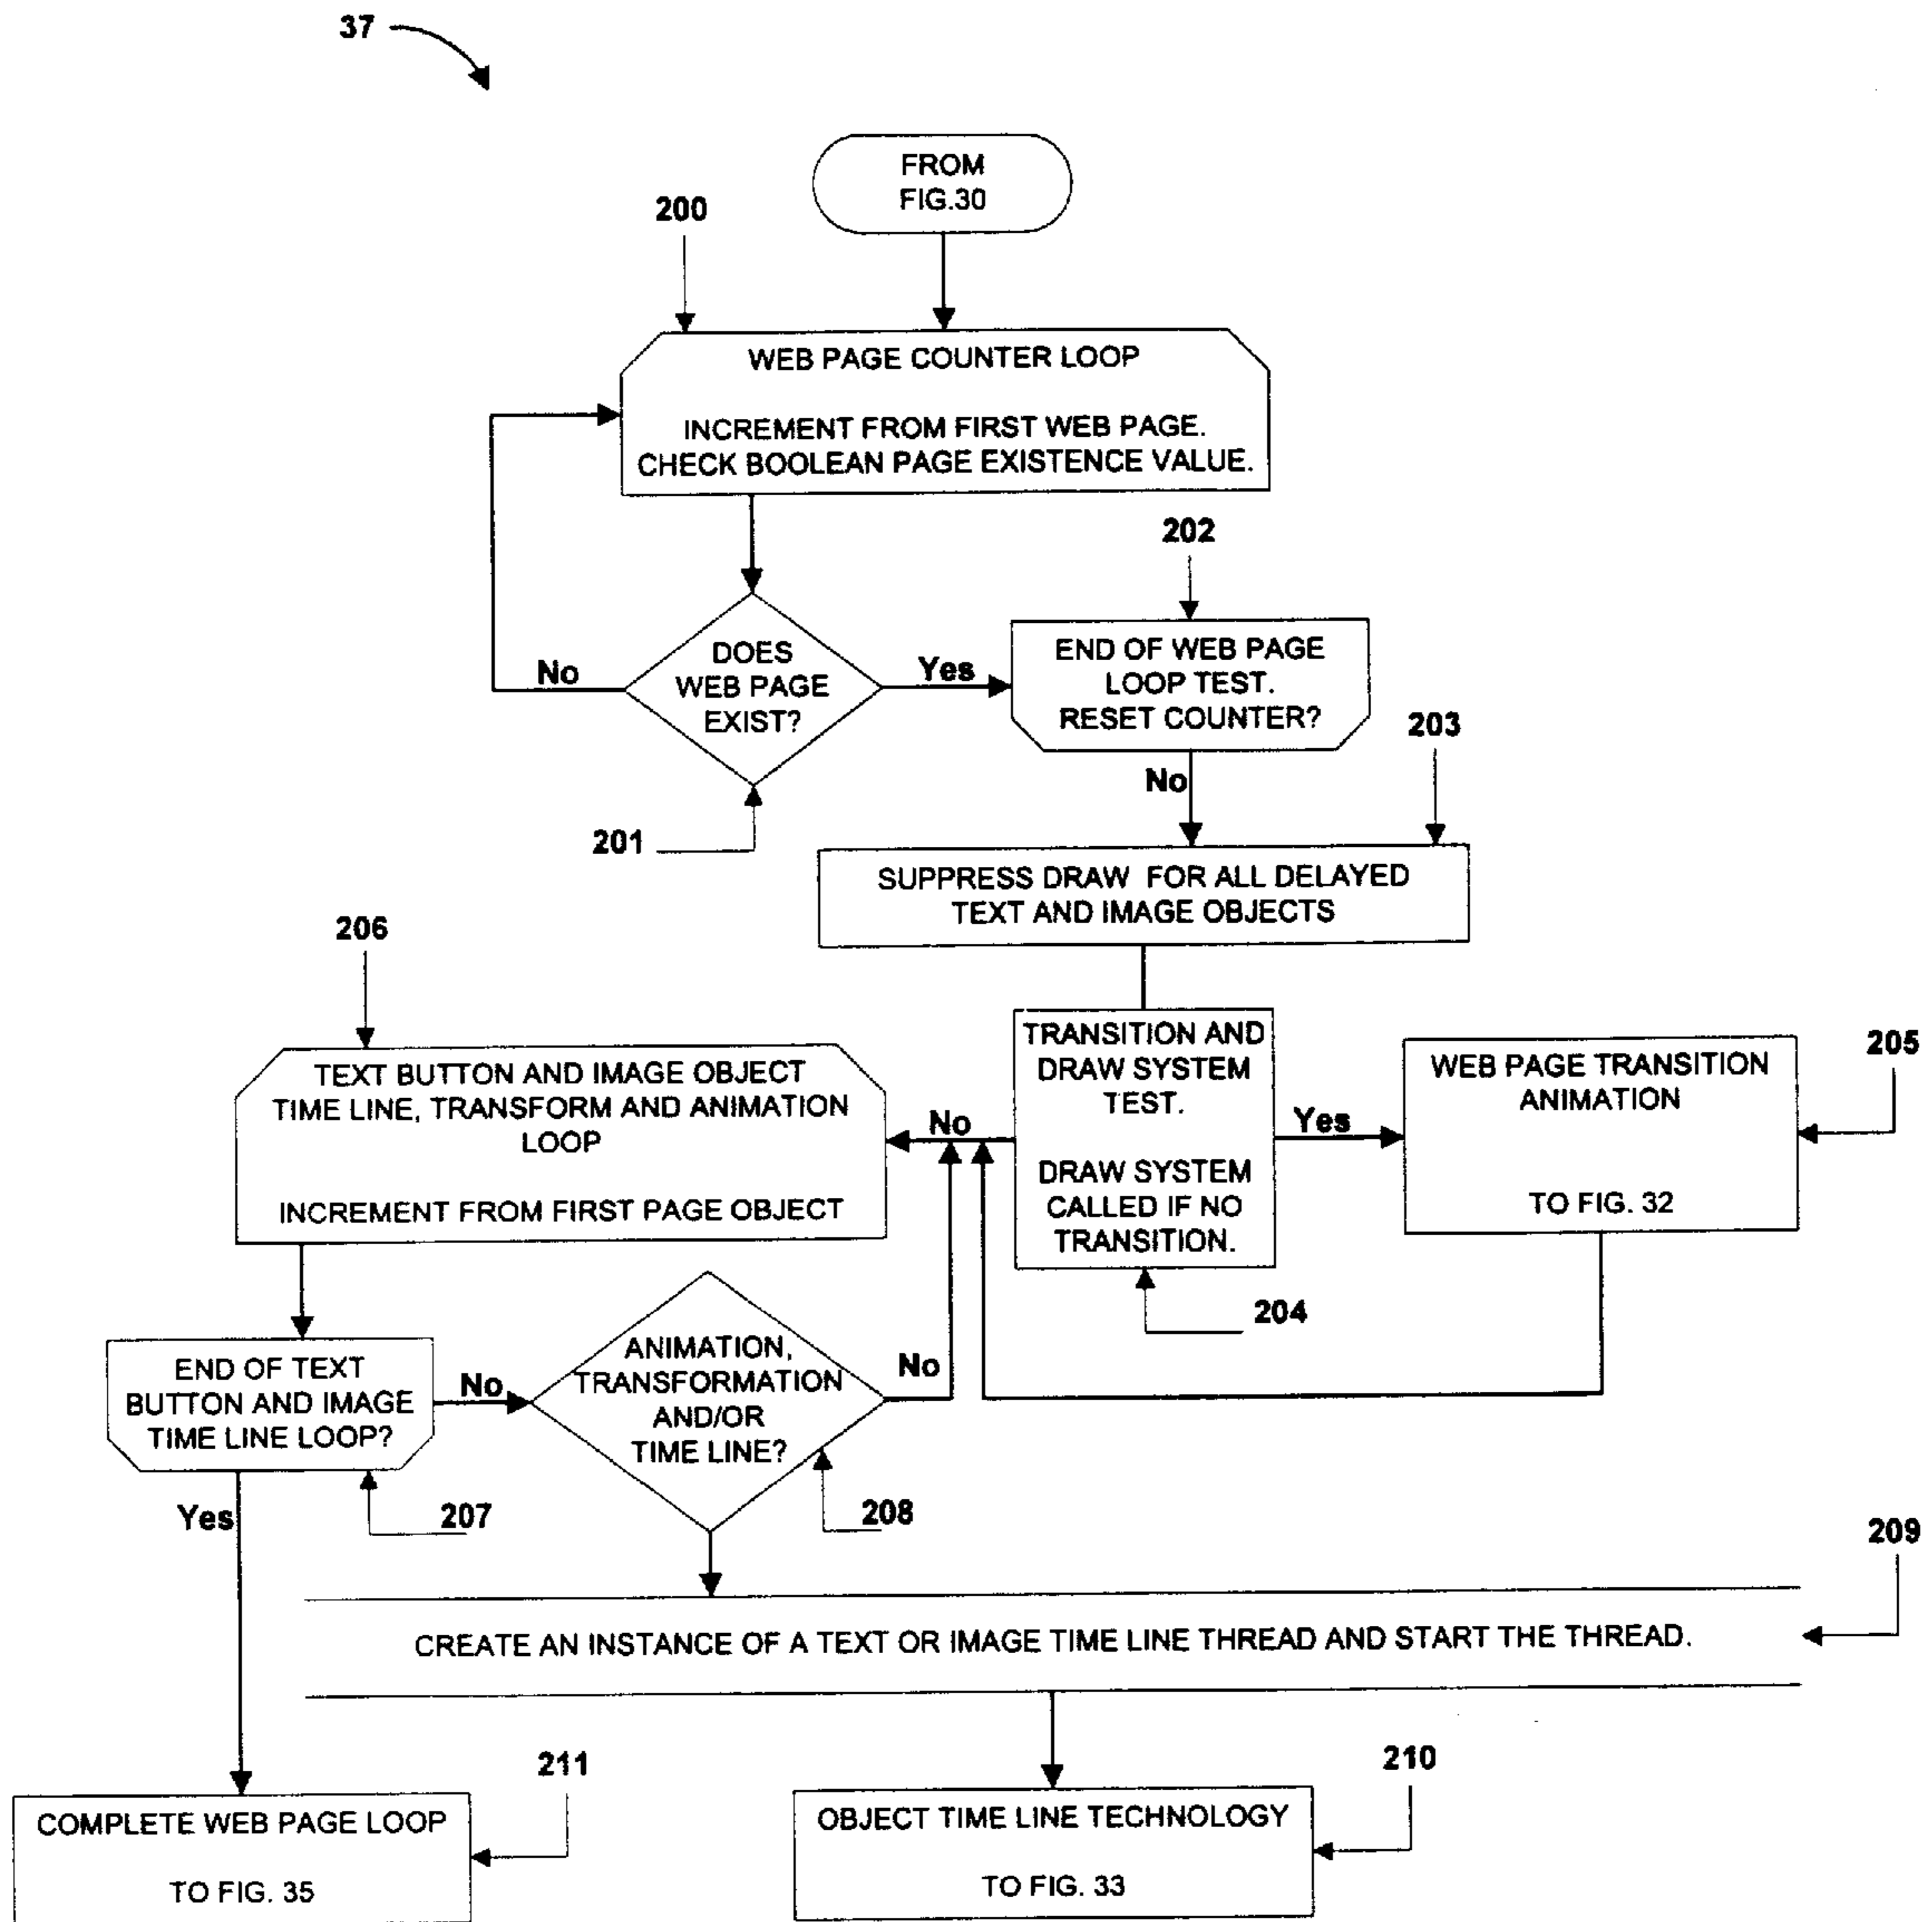 37
FROM
FIG.30
200
WEB PAGE COUNTER LOOP
INCREMENT FROM FIRST WEB PAGE.
CHECK BOOLEAN PAGE EXISTENCE VALUE.
202
DOES
WEB PAGE
EXIST?
No
Yes
END OF WEB PAGE
LOOP TEST.
RESET COUNTER?
203
No
201
SUPPRESS DRAW FOR ALL DELAYED
TEXT AND IMAGE OBJECTS
206
TEXT BUTTON AND IMAGE OBJECT
TIME LINE, TRANSFORM AND ANIMATION
LOOP
INCREMENT FROM FIRST PAGE OBJECT
No
TRANSITION AND
DRAW SYSTEM
TEST.
DRAW SYSTEM
CALLED IF NO
TRANSITION.
Yes
WEB PAGE TRANSITION
ANIMATION
TO FIG. 32
205
204
END OF TEXT
BUTTON AND IMAGE
TIME LINE LOOP?
No
ANIMATION,
TRANSFORMATION
AND/OR
TIME LINE?
No
Yes
207
208
209
CREATE AN INSTANCE OF A TEXT OR IMAGE TIME LINE THREAD AND START THE THREAD.
211
210
COMPLETE WEB PAGE LOOP
TO FIG. 35
OBJECT TIME LINE TECHNOLOGY
TO FIG. 33